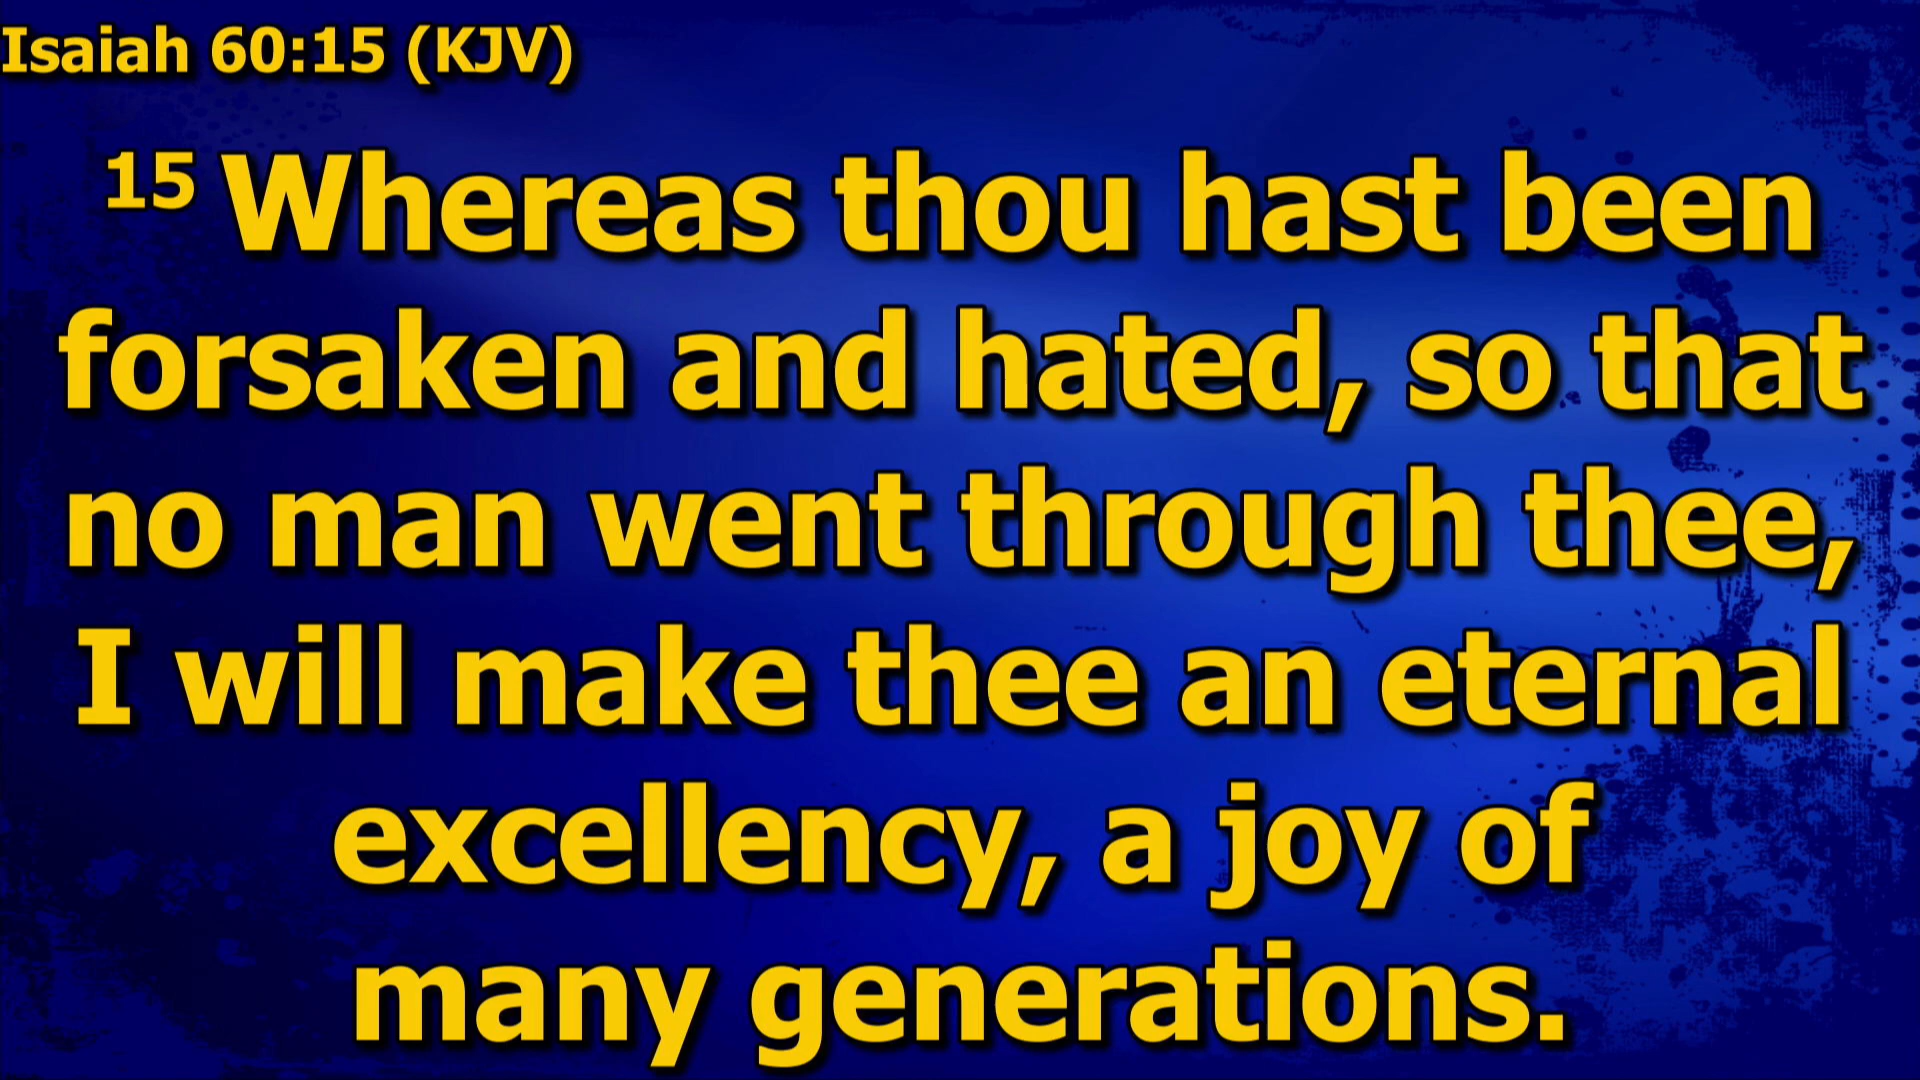 Isaiah 60:15 (KJV)
15 Whereas thou hast been
forsaken and hated, so that
no man went through thee,
I will make thee an eternal
excellency, a joy of
many generations.